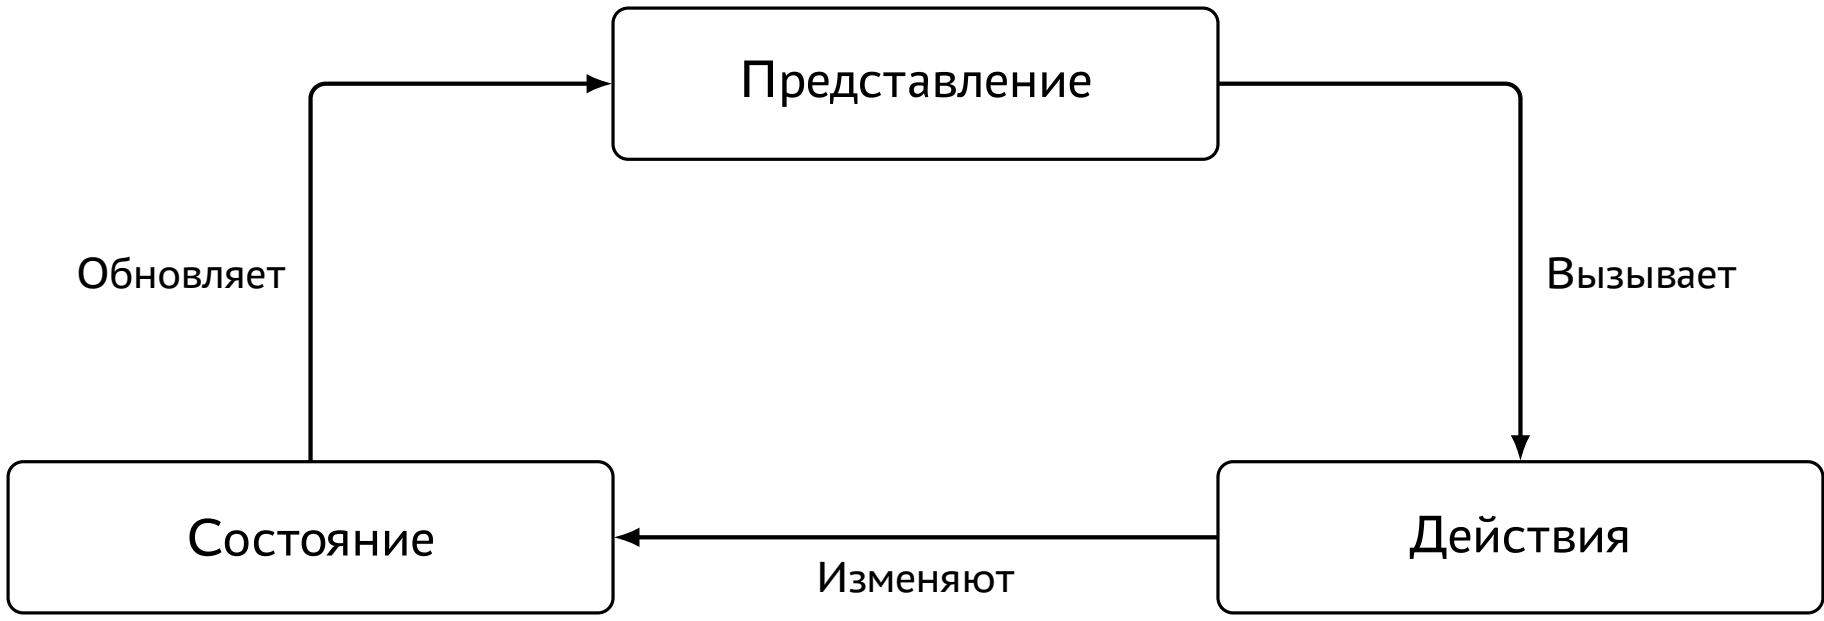 Представление
Обновляет
Вызывает
Состояние
Изменяют
Действия